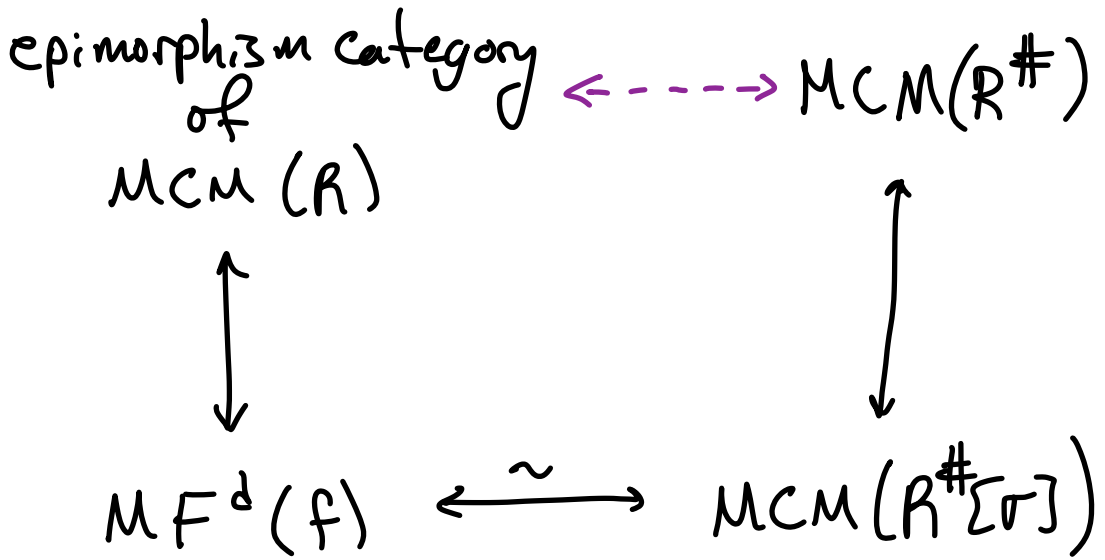 epimorphism category
of
MCM (R)
MCM(R^#)
~
MF^d(f)
MCM(R^#[σ])